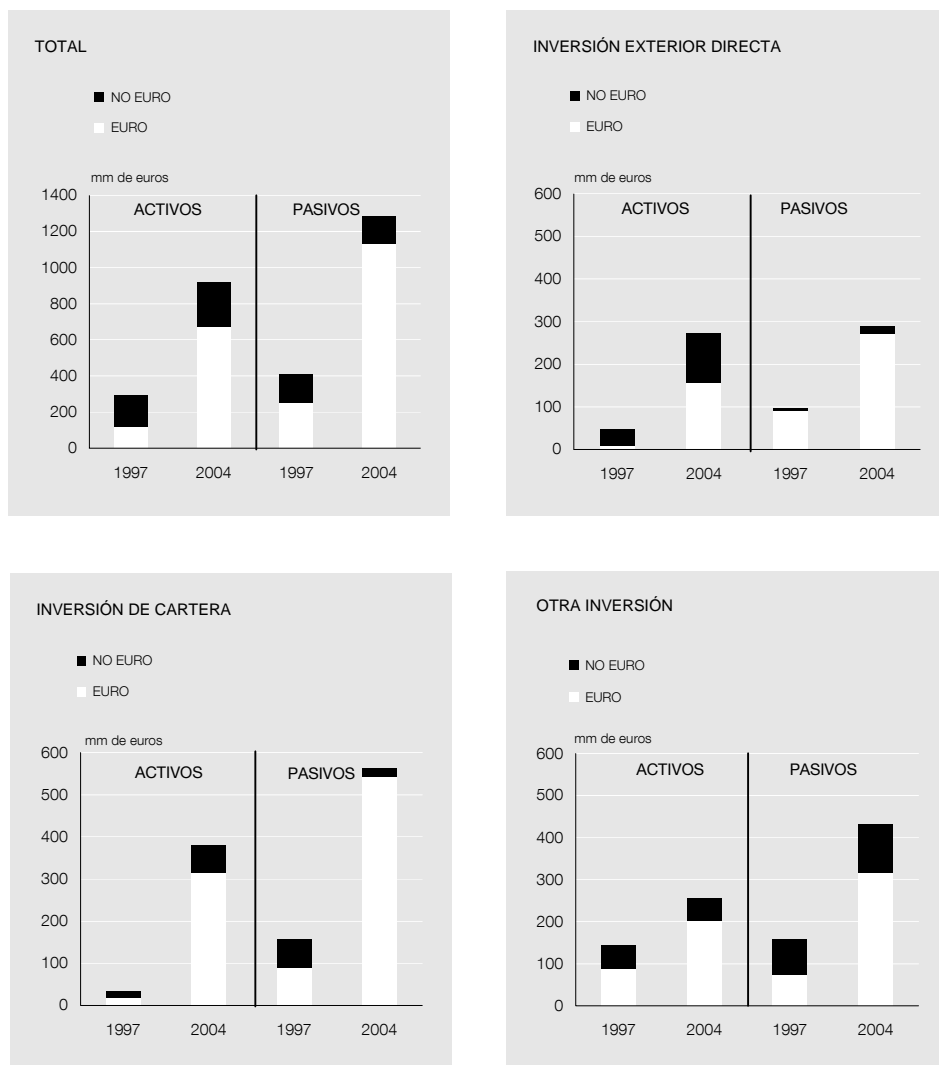 TOTAL
NO EURO
EURO
mm de euros
1400
1200
1000
800
600
400
200
0
ACTIVOS
PASIVOS
1997
2004
1997
2004
INVERSIÓN EXTERIOR DIRECTA
NO EURO
EURO
mm de euros
600
500
400
300
200
100
0
ACTIVOS
PASIVOS
1997
2004
1997
2004
INVERSIÓN DE CARTERA
NO EURO
EURO
mm de euros
600
500
400
300
200
100
0
ACTIVOS
PASIVOS
1997
2004
1997
2004
OTRA INVERSIÓN
NO EURO
EURO
mm de euros
600
500
400
300
200
100
0
ACTIVOS
PASIVOS
1997
2004
1997
2004